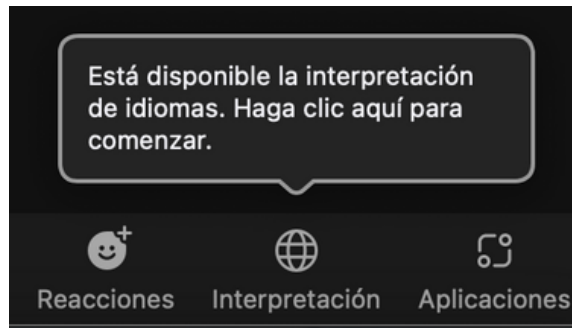 Está disponible la interpretación
de idiomas. Haga clic aquí para
comenzar.
Reacciones
Interpretación
Aplicaciones